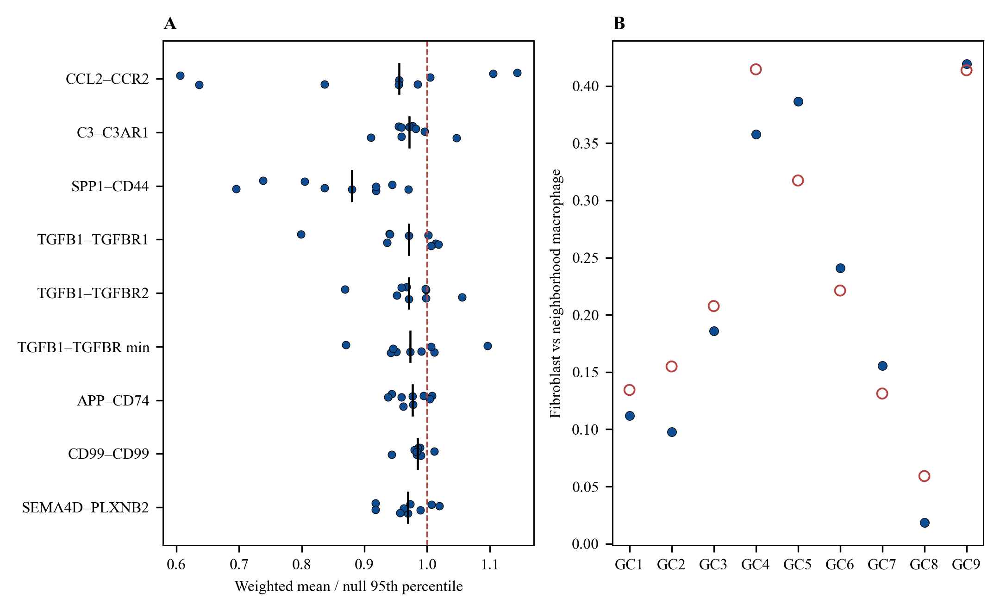 A
CCL2–CCR2
C3–C3AR1
SPP1–CD44
TGFB1–TGFBR1
TGFB1–TGFBR2
TGFB1–TGFBR min
APP–CD74
CD99–CD99
SEMA4D–PLXNB2
0.6 0.7 0.8 0.9 1.0 1.1
Weighted mean / null 95th percentile
B
Fibroblast vs neighborhood macrophage
0.40
0.35
0.30
0.25
0.20
0.15
0.10
0.05
0.00
GC1 GC2 GC3 GC4 GC5 GC6 GC7 GC8 GC9